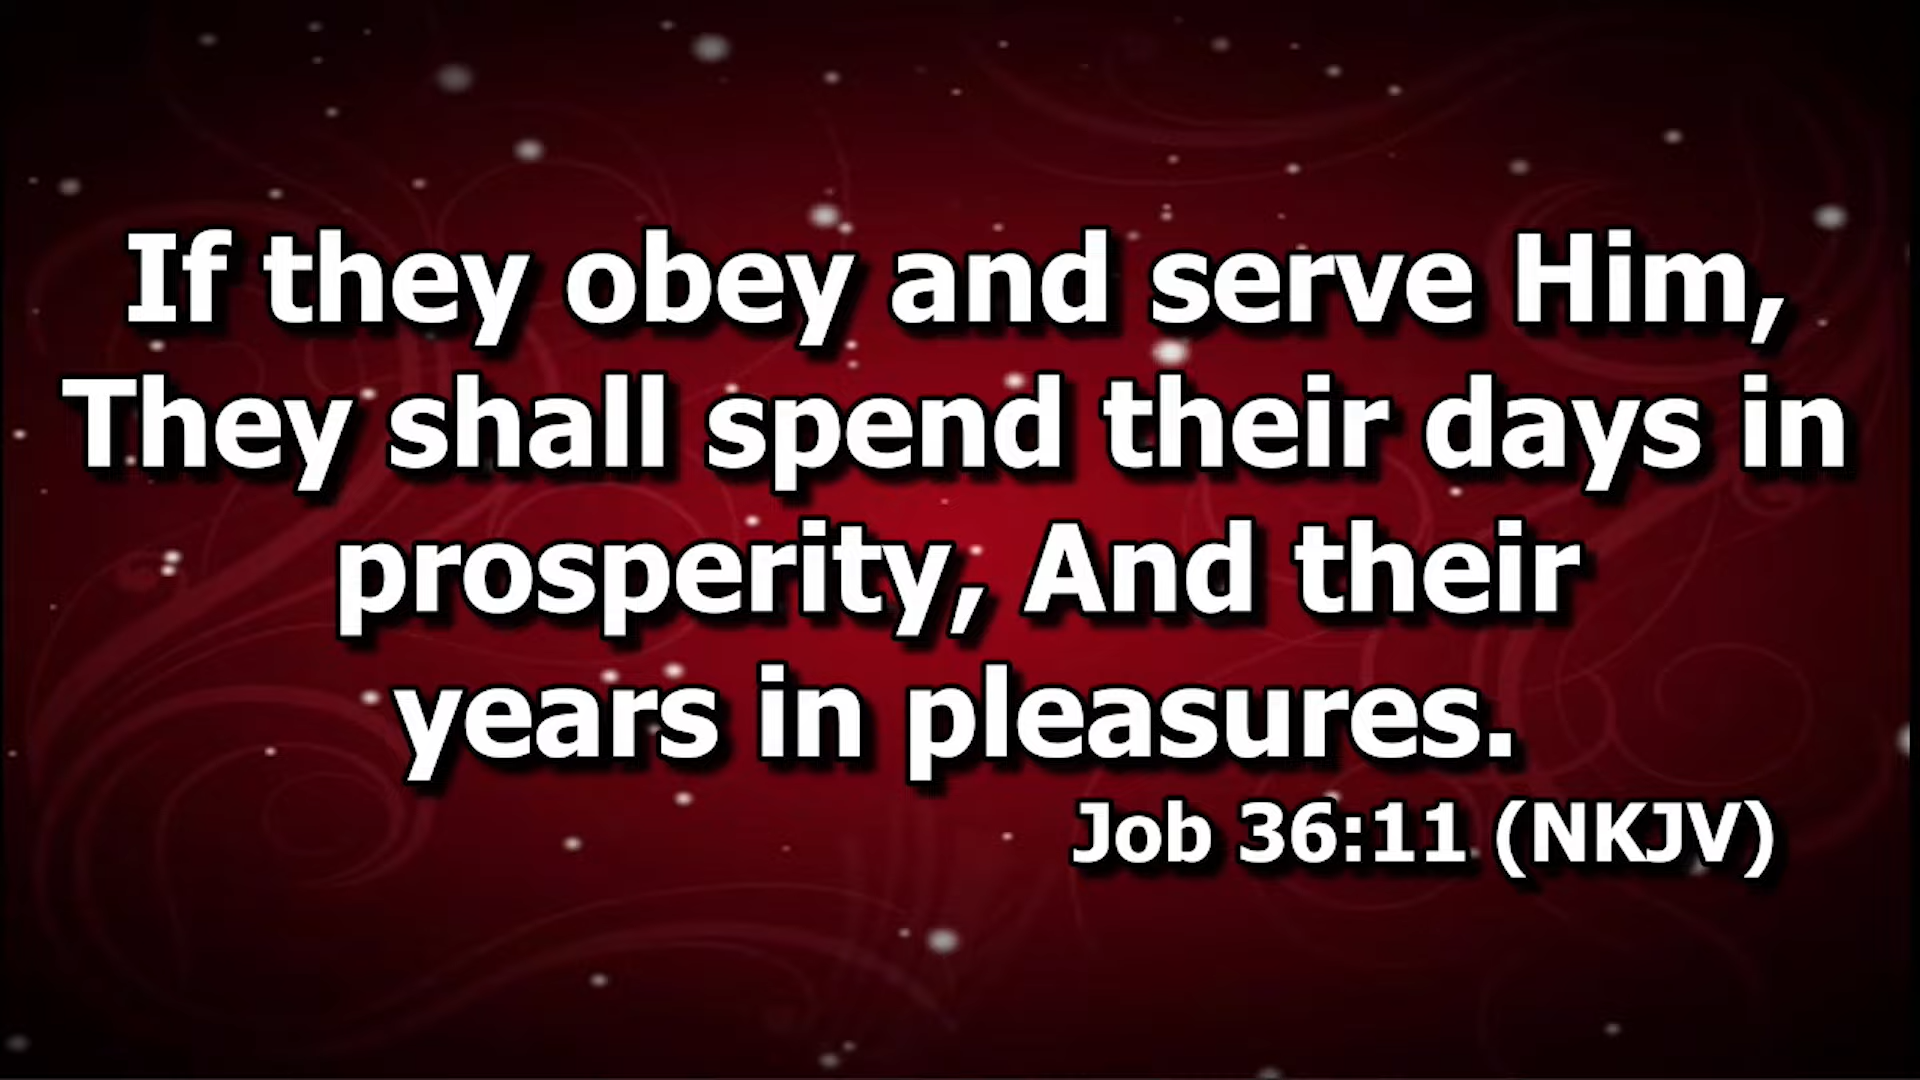 If they obey and serve Him,
They shall spend their days in
prosperity, And their
years in pleasures.
Job 36:11 (NKJV)